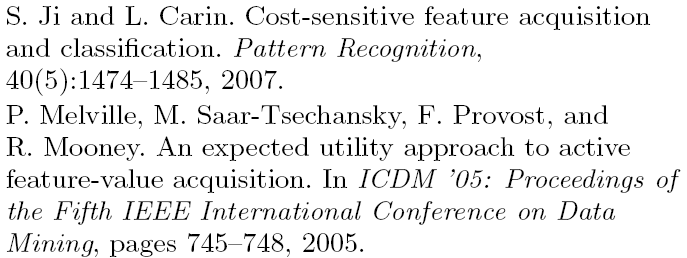 S. Ji and L. Carin. Cost-sensitive feature acquisition
and classification. Pattern Recognition,
40(5):1474–1485, 2007.
P. Melville, M. Saar-Tsechansky, F. Provost, and
R. Mooney. An expected utility approach to active
feature-value acquisition. In ICDM ’05: Proceedings of
the Fifth IEEE International Conference on Data
Mining, pages 745–748, 2005.